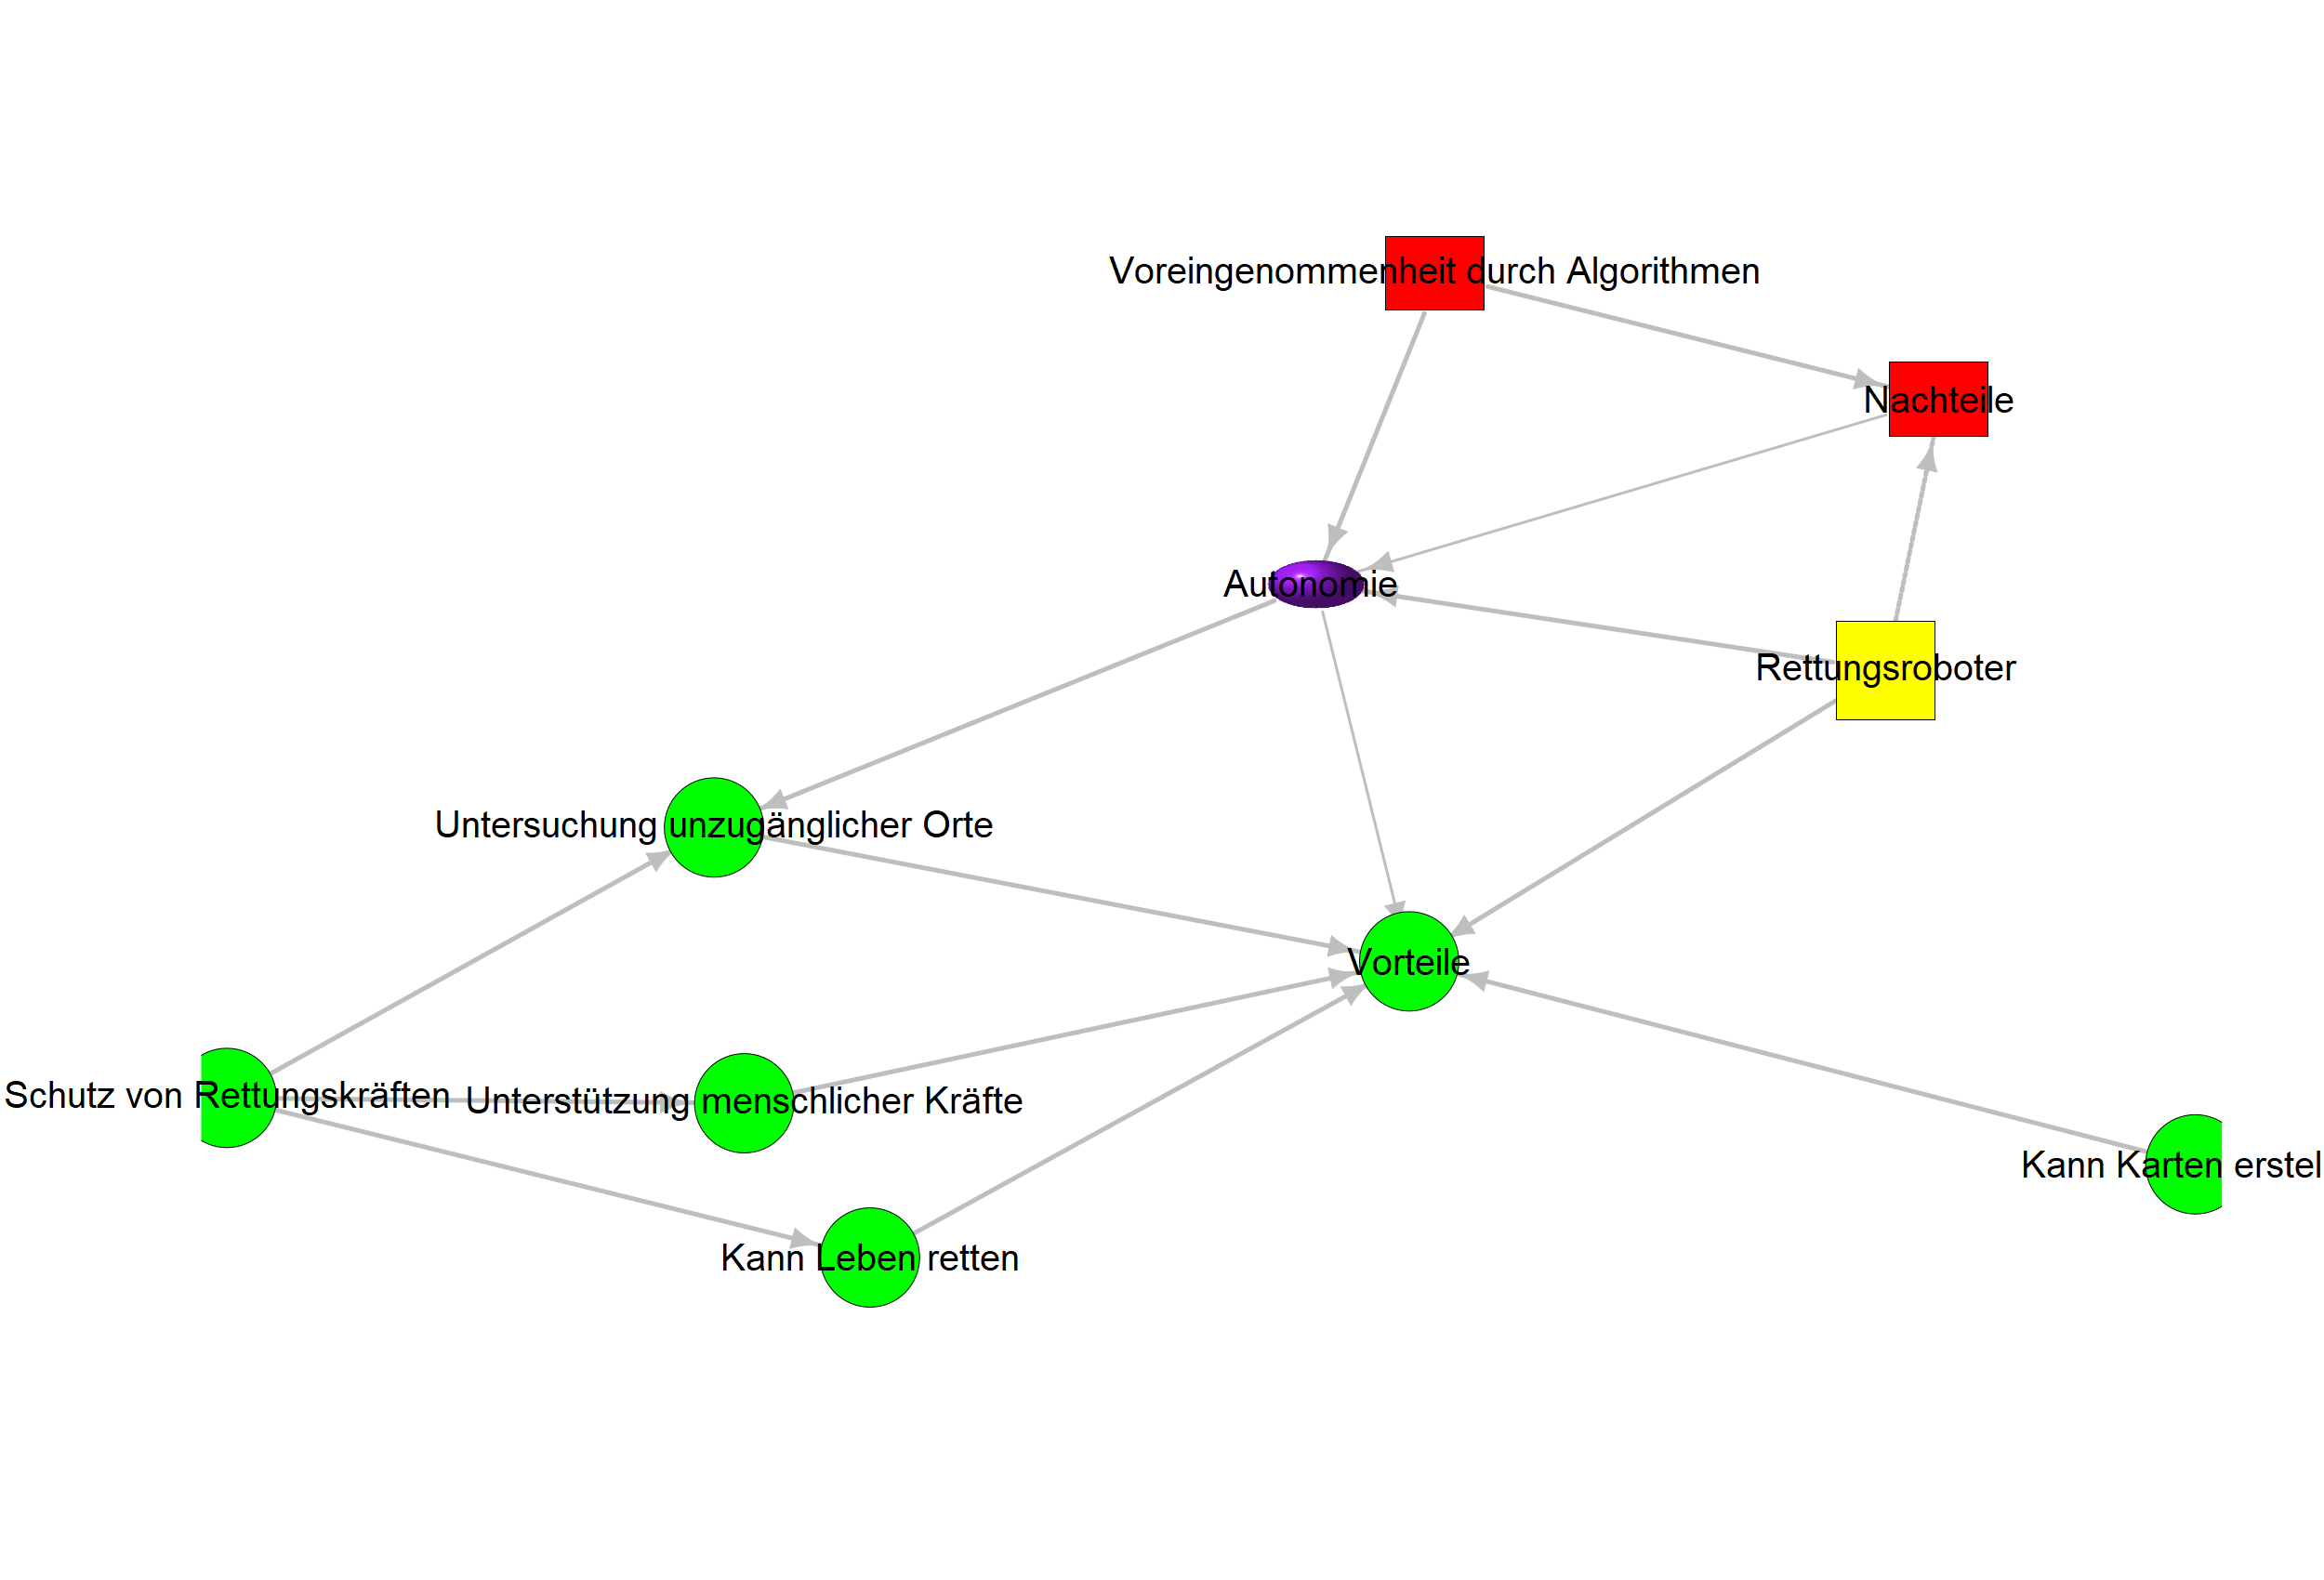 Voreingenommenheit durch Algorithmen
Nachteile
Autonomie
Rettungsroboter
Untersuchung unzugänglicher Orte
Vorteile
Schutz von Rettungskräften
Unterstützung menschlicher Kräfte
Kann Karten erstel
Kann Leben retten